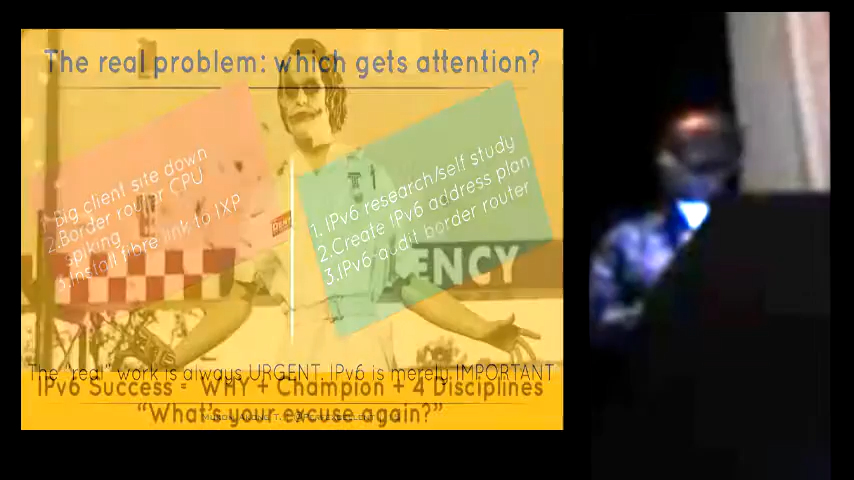 The real problem: which gets attention?
1. Big client site down
2.Border router CPU
spiking
3.Install fibre link to IXP
1. IPv6 research/self study
2.Create IPv6 address plan
3.IPv6 audit border router
ENCY
The "real" work is always URGENT. IPv6 is merely IMPORTANT
IPv6 Success = WHY + Champion + 4 Disciplines
"What's your excuse again?"